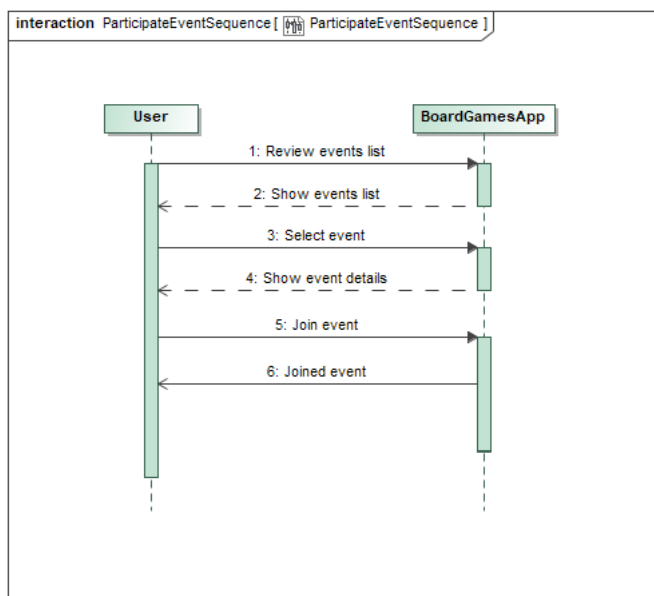 interaction ParticipateEventSequence [ ParticipateEventSequence ]
User
BoardGamesApp
1: Review events list
2: Show events list
3: Select event
4: Show event details
5: Join event
6: Joined event